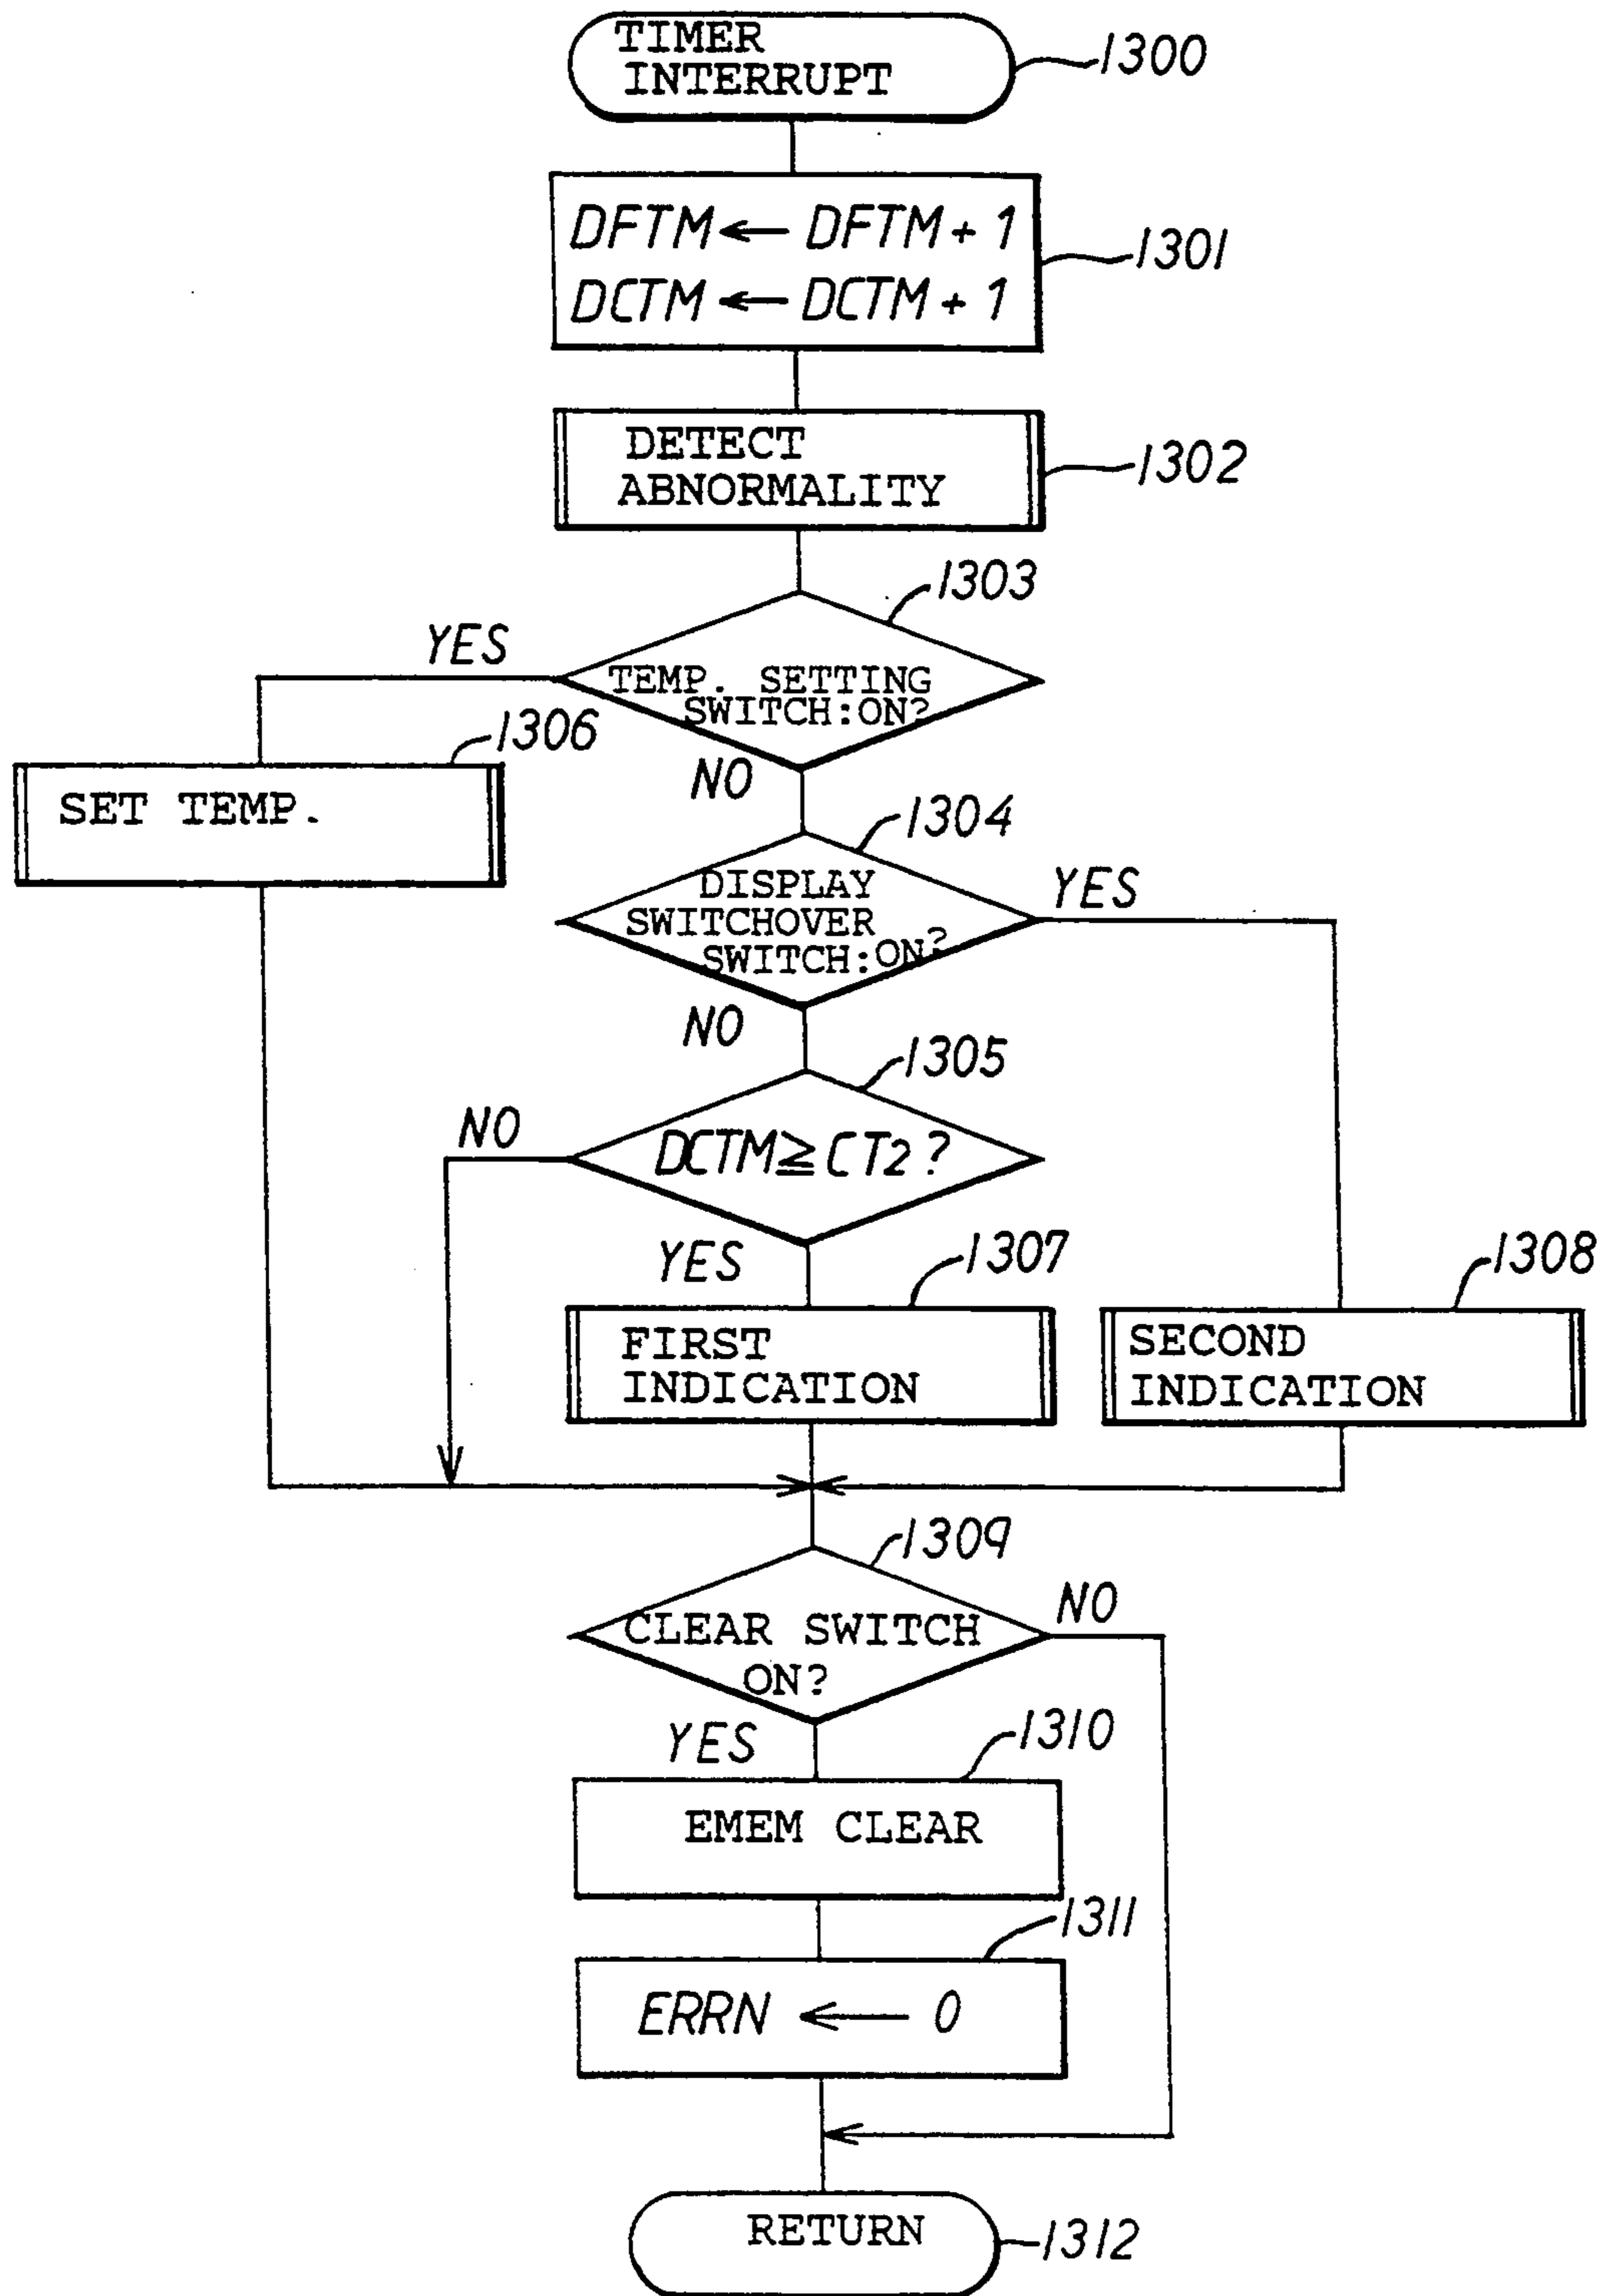 TIMER
INTERRUPT
1300
DFTM ← DFTM + 1
DCTM ← DCTM + 1
1301
DETECT
ABNORMALITY
1302
1303
YES
TEMP. SETTING
SWITCH:ON?
1306
NO
SET TEMP.
1304
DISPLAY
SWITCHOVER
SWITCH:ON?
YES
NO
1305
NO
DCTM ≧ CT2 ?
YES
1307
1308
FIRST
INDICATION
SECOND
INDICATION
1309
NO
CLEAR SWITCH
ON?
YES
1310
EMEM CLEAR
1311
ERRN ← 0
RETURN
1312